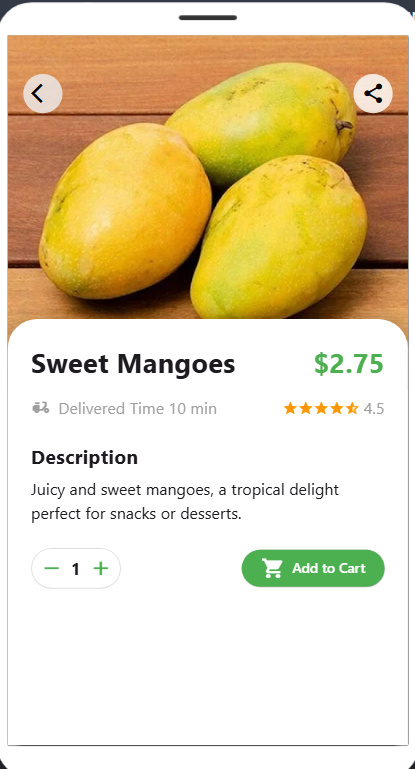 Sweet Mangoes $2.75
Delivered Time 10 min 4.5
Description
Juicy and sweet mangoes, a tropical delight
perfect for snacks or desserts.
1 Add to Cart